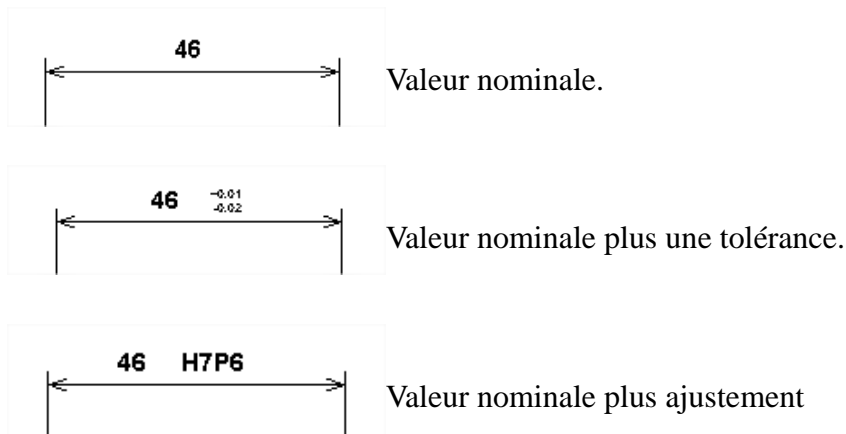 46
Valeur nominale.
46 -0.01
-0.02
Valeur nominale plus une tolérance.
46 H7P6
Valeur nominale plus ajustement